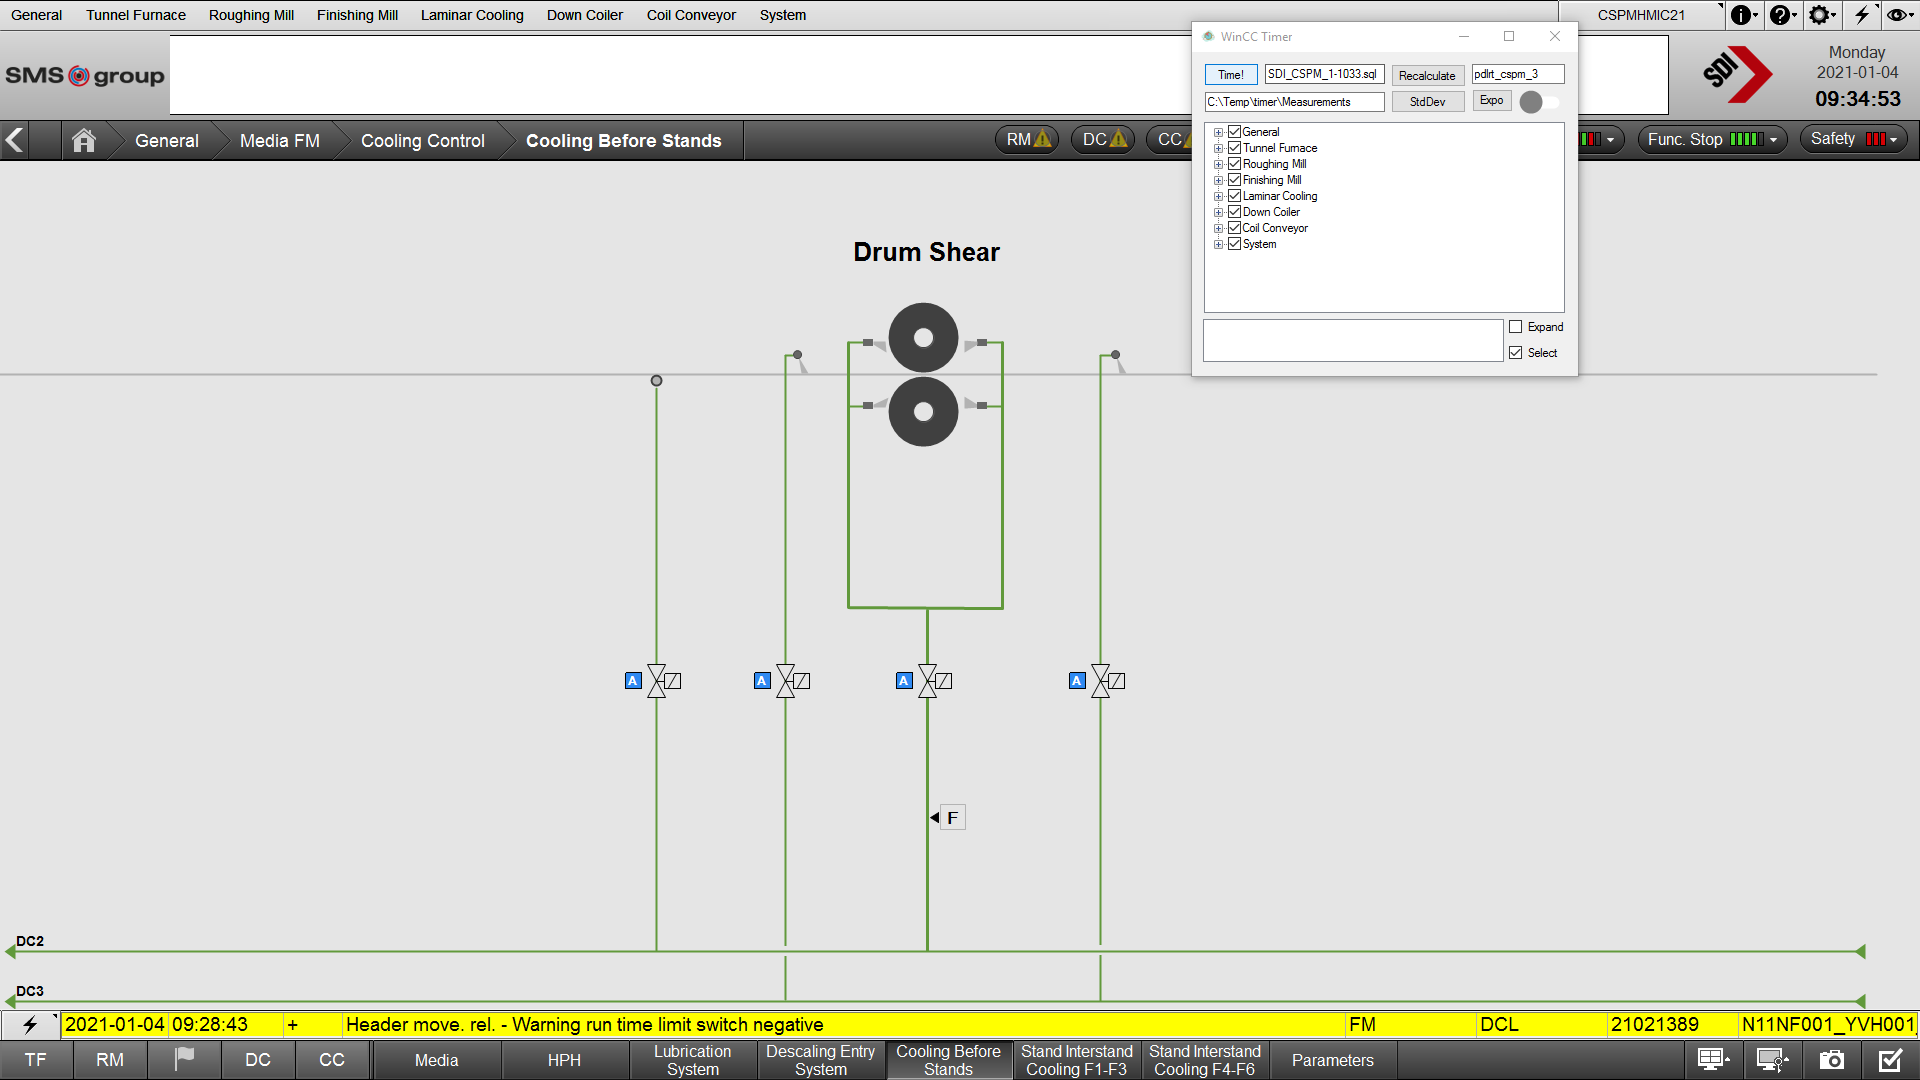 General Tunnel Furnace Roughing Mill Finishing Mill Laminar Cooling Down Coiler Coil Conveyor System CSPMHMIC21
SMS group
SDI
Monday
2021-01-04
09:34:53
WinCC Timer
Time! SDI_CSPM_1-1033.sql Recalculate pdlrt_cspm_3
C:\Temp\timer\Measurements StdDev Expo
General
Tunnel Furnace
Roughing Mill
Finishing Mill
Laminar Cooling
Down Coiler
Coil Conveyor
System
Expand
Select
General Media FM Cooling Control Cooling Before Stands RM DC CC Func. Stop Safety
Drum Shear
A A A A
F
DC2
DC3
2021-01-04 09:28:43 + Header move. rel. - Warning run time limit switch negative FM DCL 21021389 N11NF001_YVH001
TF RM DC CC Media HPH
Lubrication System
Descaling Entry System
Cooling Before Stands
Stand Interstand Cooling F1-F3
Stand Interstand Cooling F4-F6
Parameters